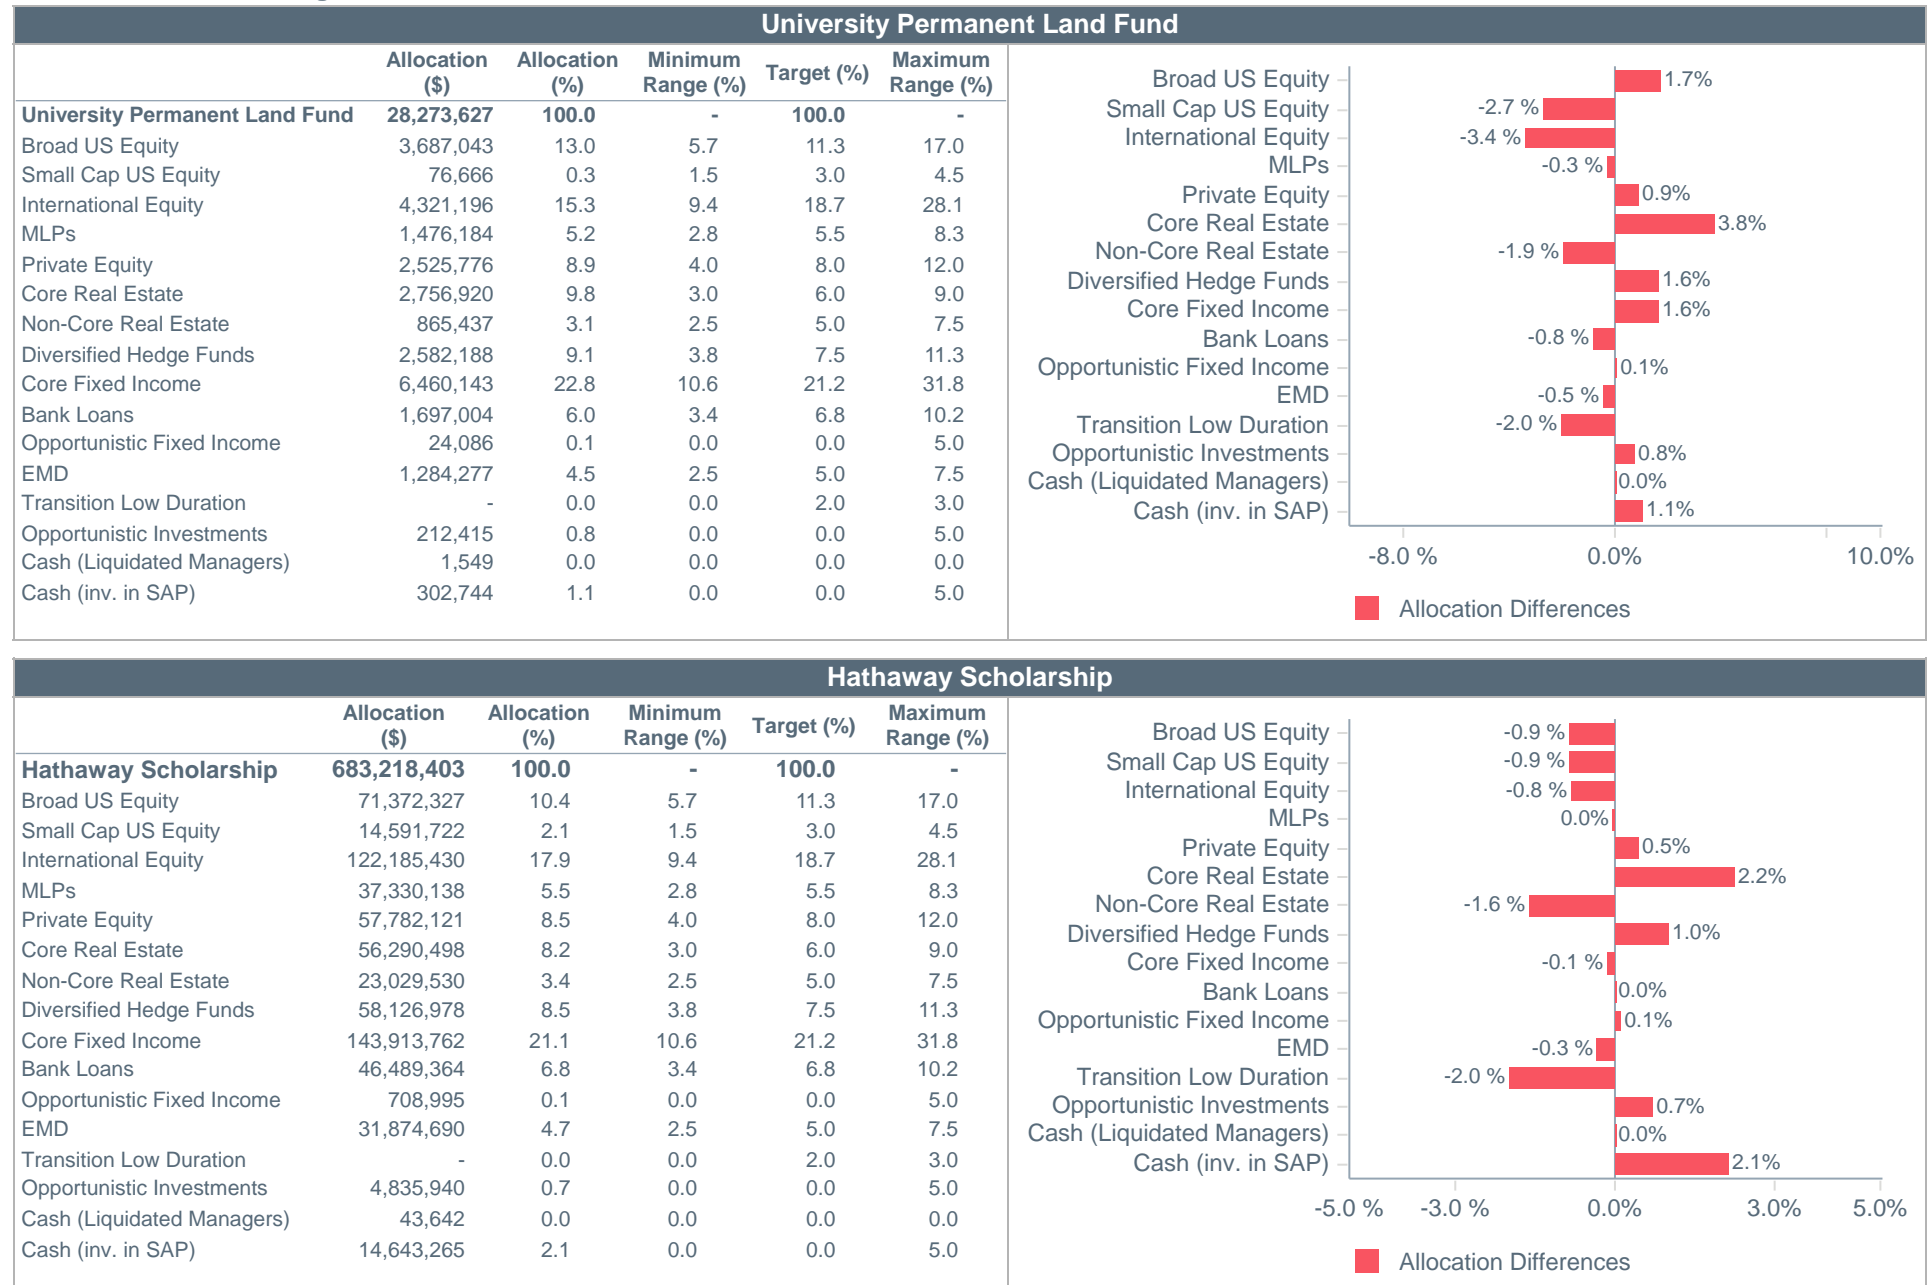 University Permanent Land Fund
Allocation ($) Allocation (%) Minimum Range (%) Target (%) Maximum Range (%)
University Permanent Land Fund 28,273,627 100.0 - 100.0 -
Broad US Equity 3,687,043 13.0 5.7 11.3 17.0
Small Cap US Equity 76,666 0.3 1.5 3.0 4.5
International Equity 4,321,196 15.3 9.4 18.7 28.1
MLPs 1,476,184 5.2 2.8 5.5 8.3
Private Equity 2,525,776 8.9 4.0 8.0 12.0
Core Real Estate 2,756,920 9.8 3.0 6.0 9.0
Non-Core Real Estate 865,437 3.1 2.5 5.0 7.5
Diversified Hedge Funds 2,582,188 9.1 3.8 7.5 11.3
Core Fixed Income 6,460,143 22.8 10.6 21.2 31.8
Bank Loans 1,697,004 6.0 3.4 6.8 10.2
Opportunistic Fixed Income 24,086 0.1 0.0 0.0 5.0
EMD 1,284,277 4.5 2.5 5.0 7.5
Transition Low Duration - 0.0 0.0 2.0 3.0
Opportunistic Investments 212,415 0.8 0.0 0.0 5.0
Cash (Liquidated Managers) 1,549 0.0 0.0 0.0 0.0
Cash (inv. in SAP) 302,744 1.1 0.0 0.0 5.0
Broad US Equity 1.7%
Small Cap US Equity -2.7 %
International Equity -3.4 %
MLPs -0.3 %
Private Equity 0.9%
Core Real Estate 3.8%
Non-Core Real Estate -1.9 %
Diversified Hedge Funds 1.6%
Core Fixed Income 1.6%
Bank Loans -0.8 %
Opportunistic Fixed Income 0.1%
EMD -0.5 %
Transition Low Duration -2.0 %
Opportunistic Investments 0.8%
Cash (Liquidated Managers) 0.0%
Cash (inv. in SAP) 1.1%
-8.0 % 0.0% 10.0%
Allocation Differences
Hathaway Scholarship
Allocation ($) Allocation (%) Minimum Range (%) Target (%) Maximum Range (%)
Hathaway Scholarship 683,218,403 100.0 - 100.0 -
Broad US Equity 71,372,327 10.4 5.7 11.3 17.0
Small Cap US Equity 14,591,722 2.1 1.5 3.0 4.5
International Equity 122,185,430 17.9 9.4 18.7 28.1
MLPs 37,330,138 5.5 2.8 5.5 8.3
Private Equity 57,782,121 8.5 4.0 8.0 12.0
Core Real Estate 56,290,498 8.2 3.0 6.0 9.0
Non-Core Real Estate 23,029,530 3.4 2.5 5.0 7.5
Diversified Hedge Funds 58,126,978 8.5 3.8 7.5 11.3
Core Fixed Income 143,913,762 21.1 10.6 21.2 31.8
Bank Loans 46,489,364 6.8 3.4 6.8 10.2
Opportunistic Fixed Income 708,995 0.1 0.0 0.0 5.0
EMD 31,874,690 4.7 2.5 5.0 7.5
Transition Low Duration - 0.0 0.0 2.0 3.0
Opportunistic Investments 4,835,940 0.7 0.0 0.0 5.0
Cash (Liquidated Managers) 43,642 0.0 0.0 0.0 0.0
Cash (inv. in SAP) 14,643,265 2.1 0.0 0.0 5.0
Broad US Equity -0.9 %
Small Cap US Equity -0.9 %
International Equity -0.8 %
MLPs 0.0%
Private Equity 0.5%
Core Real Estate 2.2%
Non-Core Real Estate -1.6 %
Diversified Hedge Funds 1.0%
Core Fixed Income -0.1 %
Bank Loans 0.0%
Opportunistic Fixed Income 0.1%
EMD -0.3 %
Transition Low Duration -2.0 %
Opportunistic Investments 0.7%
Cash (Liquidated Managers) 0.0%
Cash (inv. in SAP) 2.1%
-5.0 % -3.0 % 0.0% 3.0% 5.0%
Allocation Differences